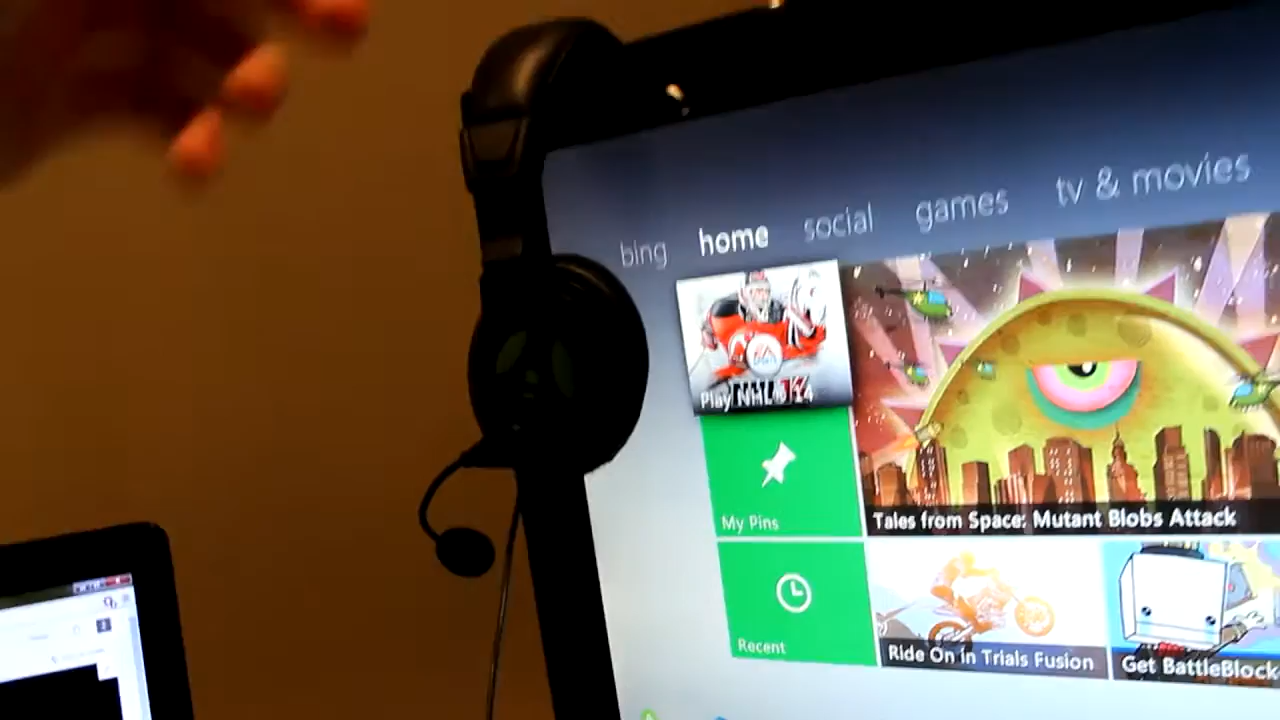 bing home social games tv & movies
Play NHL® 14
My Pins
Tales from Space: Mutant Blobs Attack
Recent
Ride On in Trials Fusion
Get BattleBlock